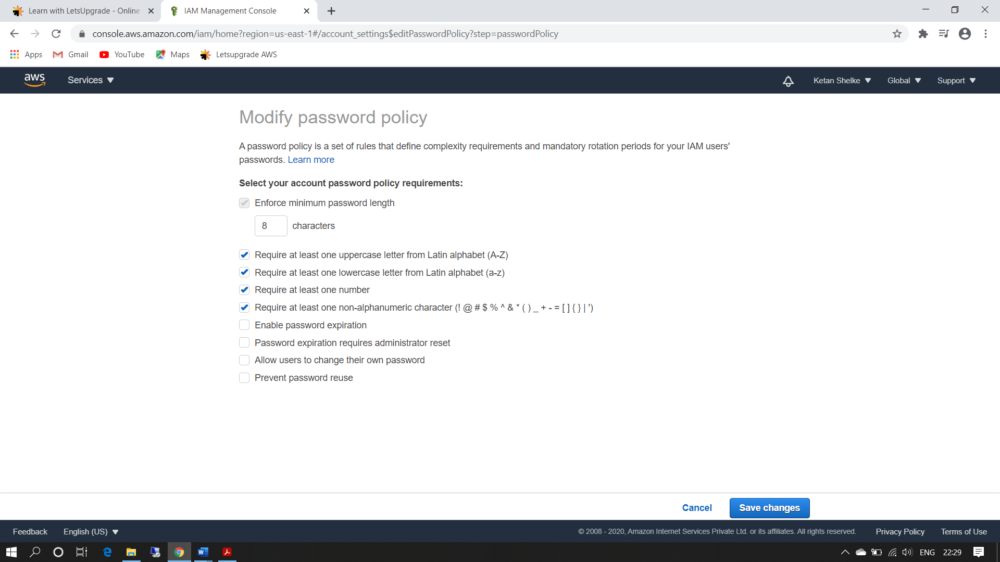 Learn with LetsUpgrade - Online
IAM Management Console
console.aws.amazon.com/iam/home?region=us-east-1#/account_settings$editPasswordPolicy?step=passwordPolicy
Apps
Gmail
YouTube
Maps
Letsupgrade AWS
aws
Services
Ketan Shelke
Global
Support
Modify password policy
A password policy is a set of rules that define complexity requirements and mandatory rotation periods for your IAM users'
passwords. Learn more
Select your account password policy requirements:
Enforce minimum password length
8 characters
Require at least one uppercase letter from Latin alphabet (A-Z)
Require at least one lowercase letter from Latin alphabet (a-z)
Require at least one number
Require at least one non-alphanumeric character (! @ # $ % ^ & * ( ) _ + - = [ ] { } | ')
Enable password expiration
Password expiration requires administrator reset
Allow users to change their own password
Prevent password reuse
Cancel
Save changes
Feedback
English (US)
© 2008 - 2020, Amazon Internet Services Private Ltd. or its affiliates. All rights reserved.
Privacy Policy
Terms of Use
ENG
22:29